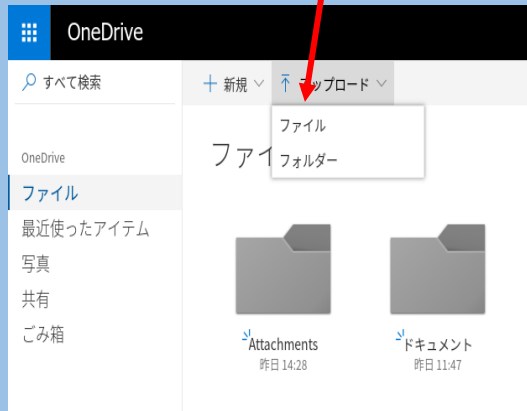 OneDrive
すべて検索
新規
アップロード
ファイル
フォルダー
OneDrive
ファイル
最近使ったアイテム
写真
共有
ごみ箱
Attachments
昨日 14:28
ドキュメント
昨日 11:47